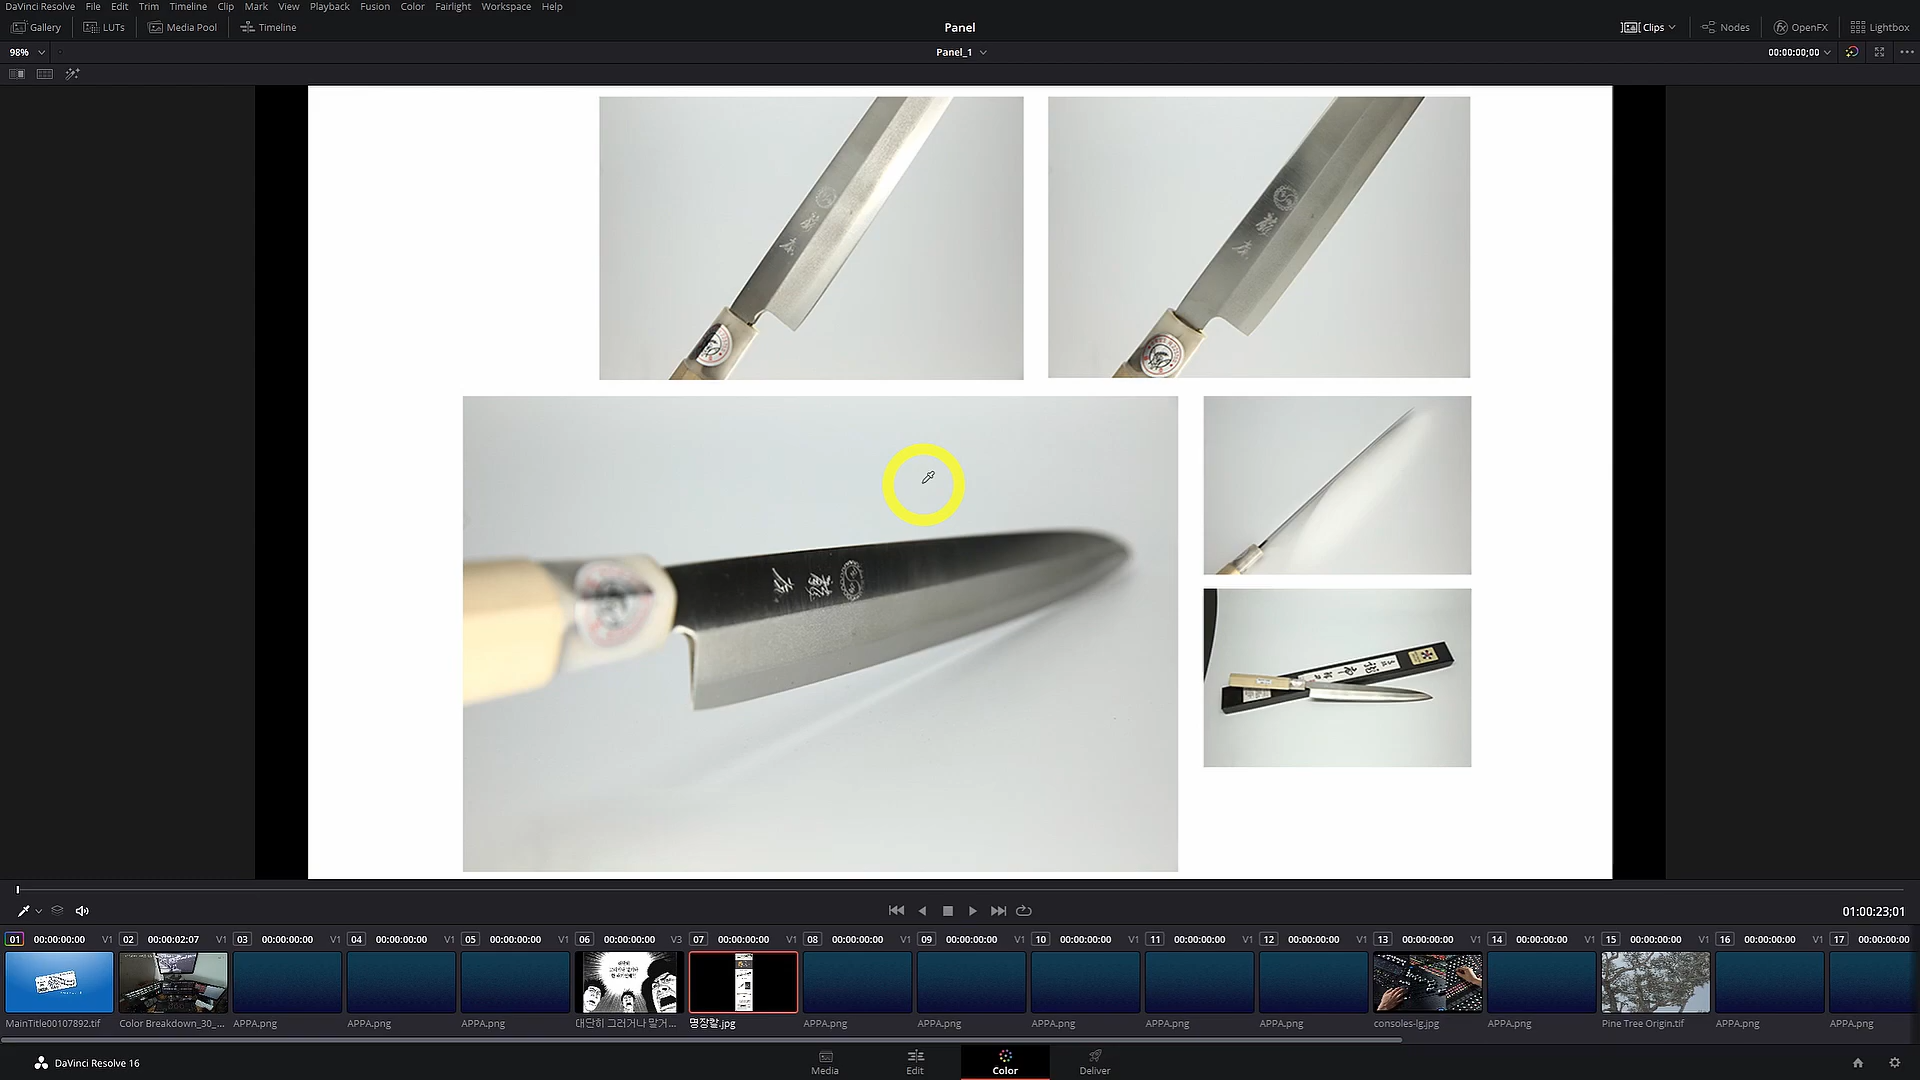 DaVinci Resolve File Edit Trim Timeline Clip Mark View Playback Fusion Color Fairlight Workspace Help
Gallery LUTs Media Pool Timeline Panel Clips Nodes OpenFX Lightbox
98% Panel_1 00:00:00;00
01:00:23;01
01 00:00:00:00 V1 02 00:00:02:07 V1 03 00:00:00:00 V1 04 00:00:00:00 V1 05 00:00:00:00 V1 06 00:00:00:00 V3 07 00:00:00:00 V1 08 00:00:00:00 V1 09 00:00:00:00 V1 10 00:00:00:00 V1 11 00:00:00:00 V1 12 00:00:00:00 V1 13 00:00:00:00 V1 14 00:00:00:00 V1 15 00:00:00:00 V1 16 00:00:00:00 V1 17 00:00:00:00
MainTitle00107892.tif Color Breakdown_30_... APPA.png APPA.png APPA.png 대단히 그러거나 말거... 명장칼.jpg APPA.png APPA.png APPA.png APPA.png APPA.png consoles-lg.jpg APPA.png Pine Tree Origin.tif APPA.png APPA.png
DaVinci Resolve 16 Media Edit Color Deliver